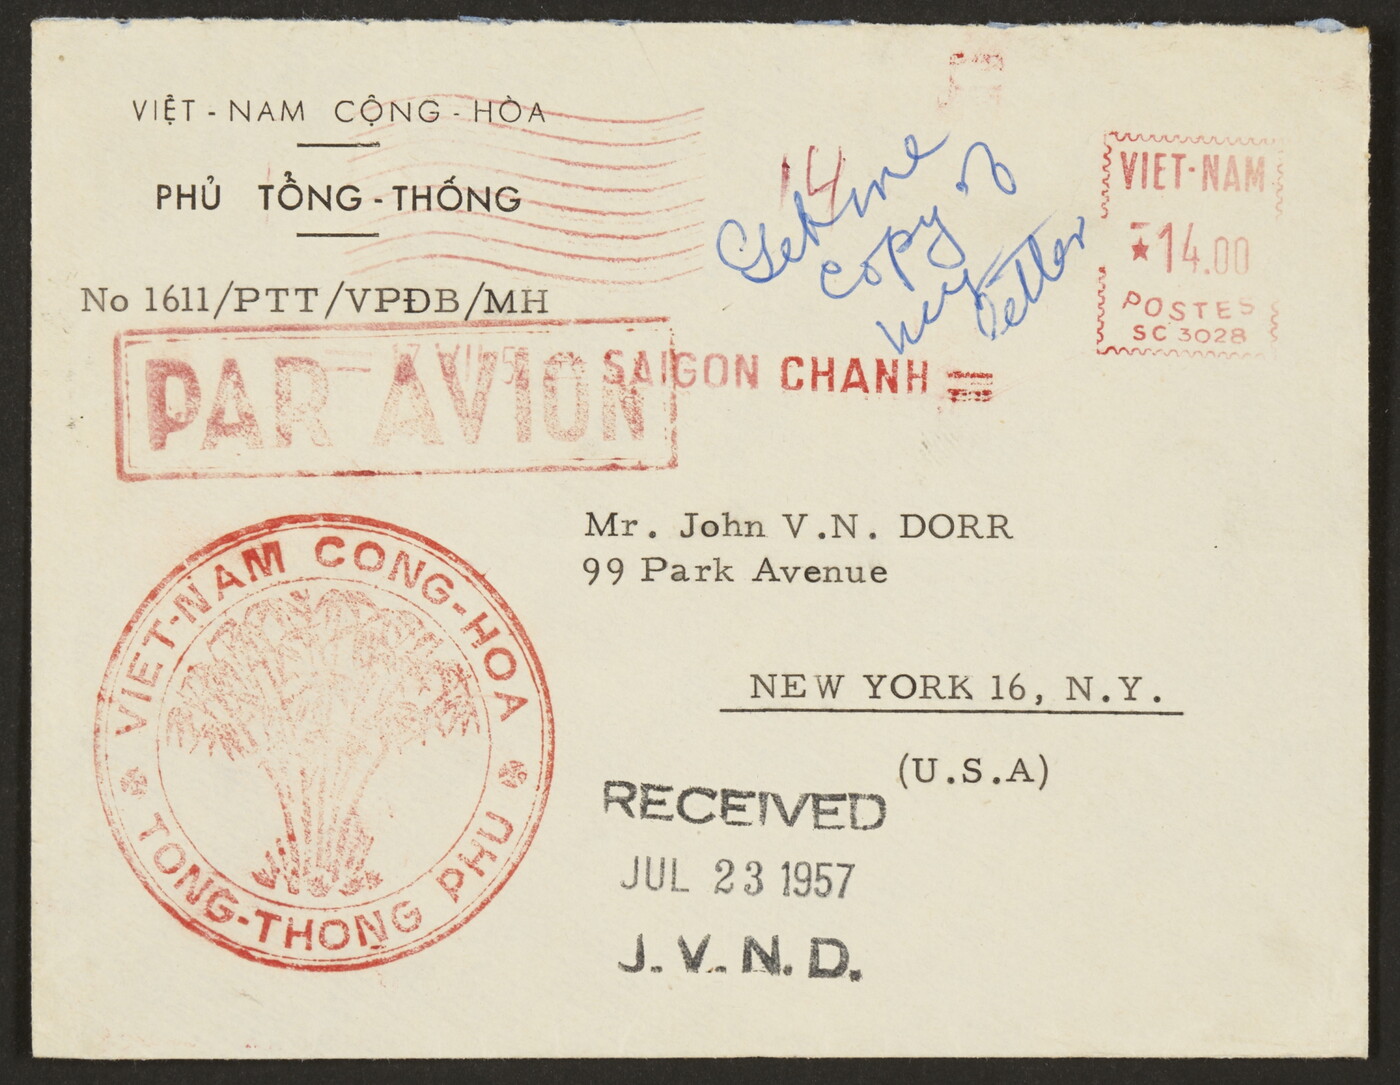 VIỆT - NAM CỘNG - HÒA
PHỦ TỔNG - THỐNG
No 1611/PTT/VPĐB/MH
PAR AVION
SAIGON CHANH
14
Get me
copy of
my
letter
VIET-NAM
14.00
POSTES
SC 3028
Mr. John V.N. DORR
99 Park Avenue
NEW YORK 16, N.Y.
(U.S.A)
VIET-NAM CONG-HOA
TONG-THONG PHU
RECEIVED
JUL 23 1957
J. V. N. D.